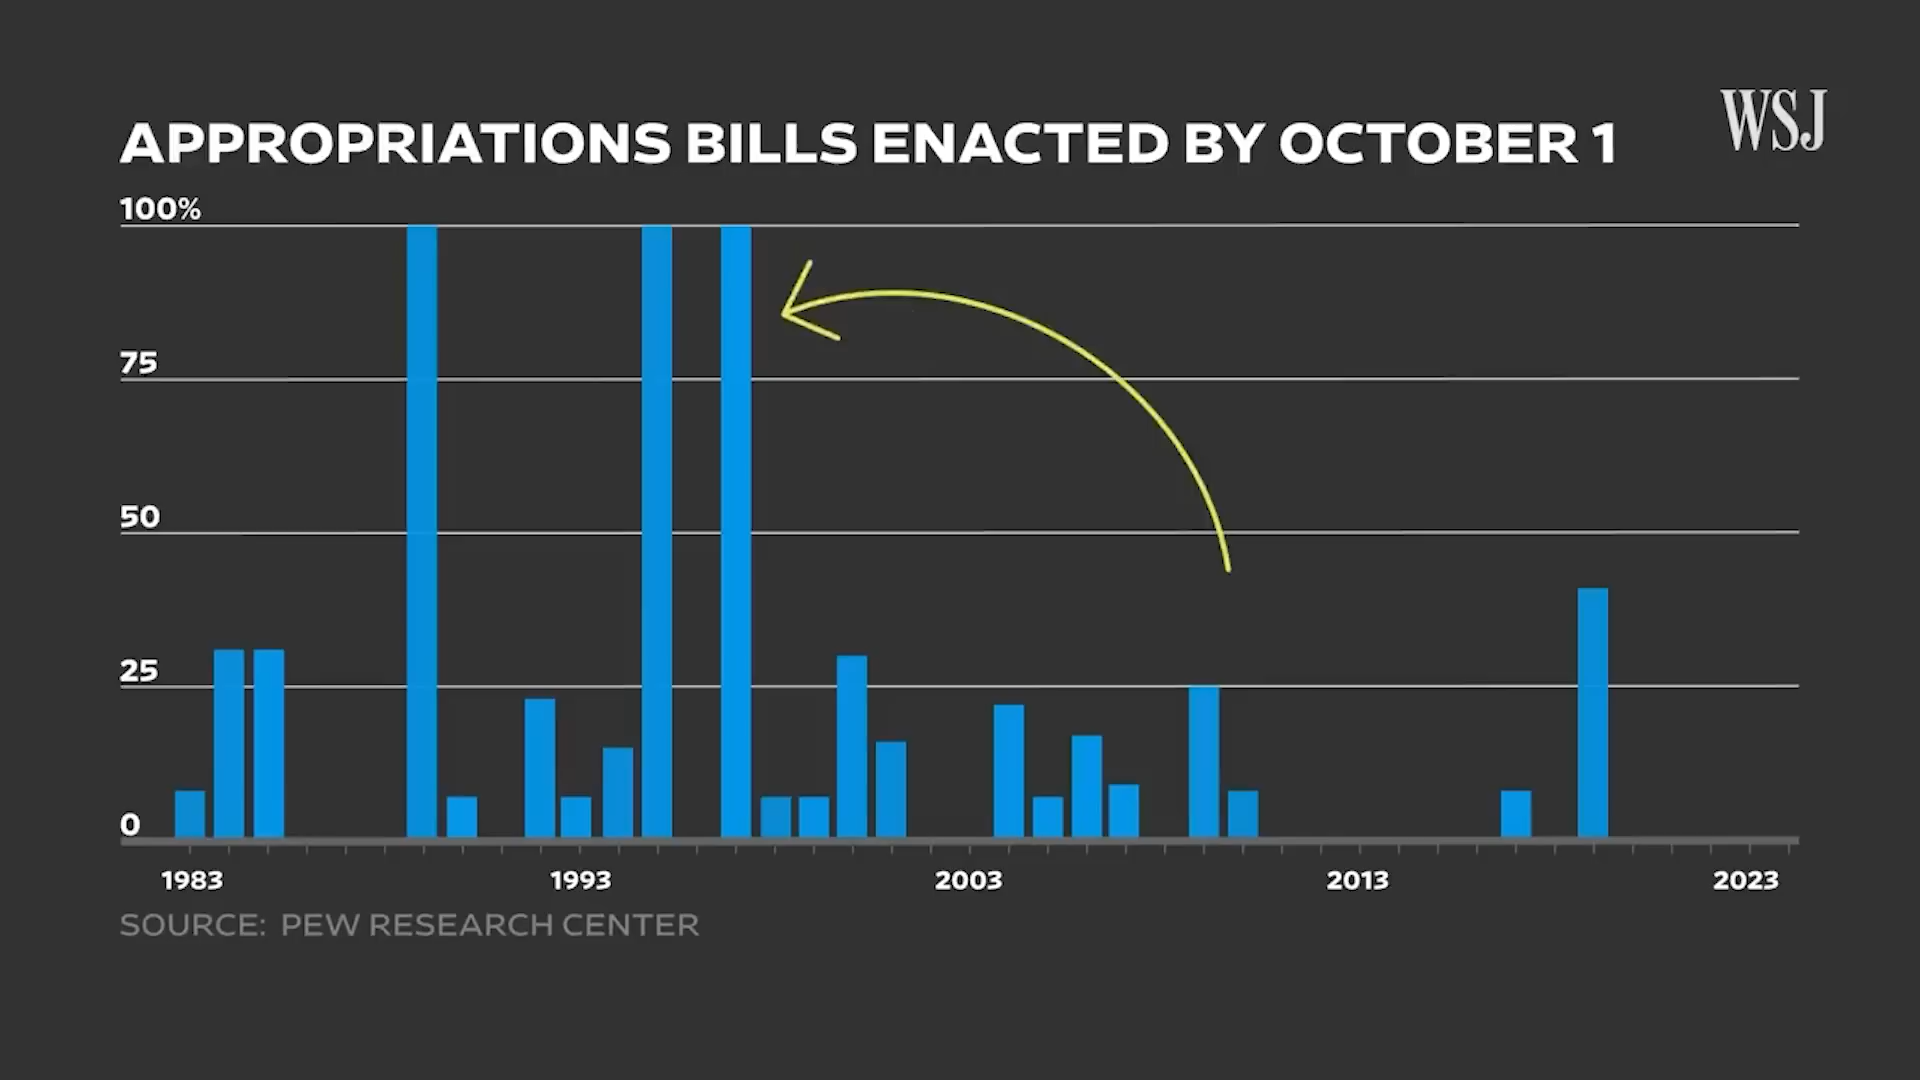 WSJ
APPROPRIATIONS BILLS ENACTED BY OCTOBER 1
100%
75
50
25
0
1983 1993 2003 2013 2023
SOURCE: PEW RESEARCH CENTER